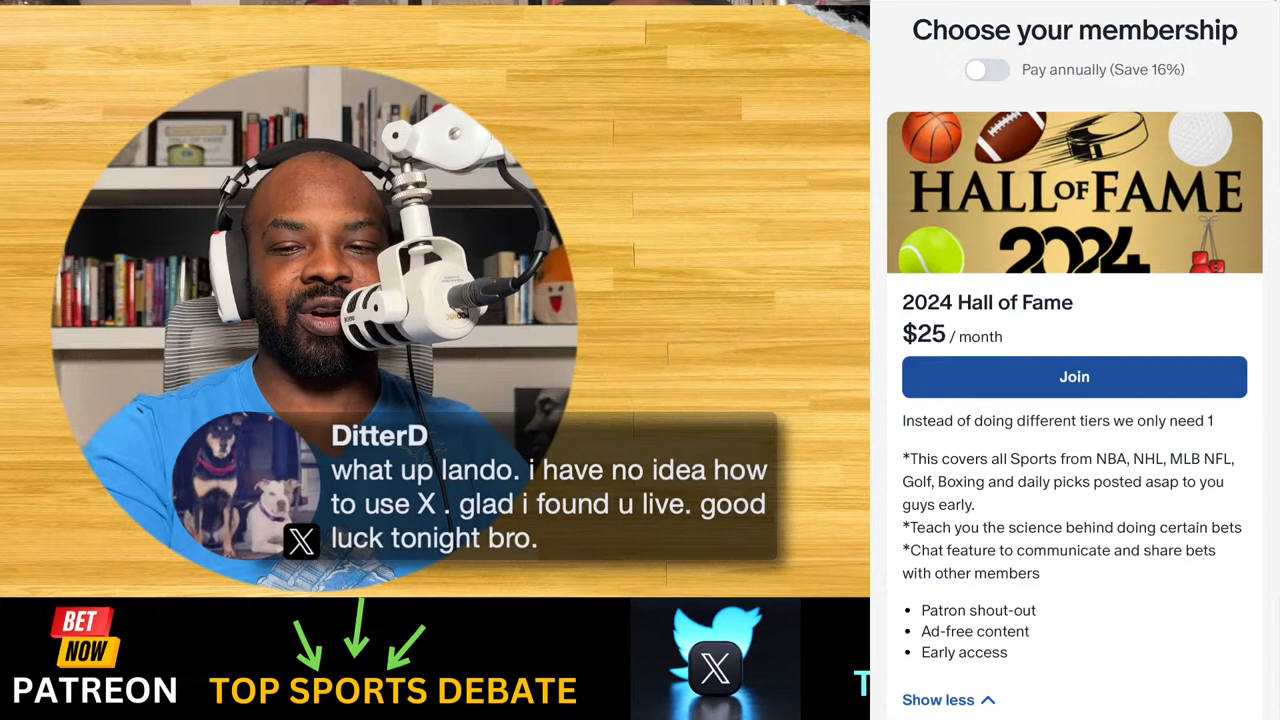 DitterD
what up lando. i have no idea how
to use X . glad i found u live. good
luck tonight bro.
BET
NOW
PATREON
TOP SPORTS DEBATE
X
T
Choose your membership
Pay annually (Save 16%)
HALL OF FAME
2024
2024 Hall of Fame
$25 / month
Join
Instead of doing different tiers we only need 1
*This covers all Sports from NBA, NHL, MLB NFL,
Golf, Boxing and daily picks posted asap to you
guys early.
*Teach you the science behind doing certain bets
*Chat feature to communicate and share bets
with other members
• Patron shout-out
• Ad-free content
• Early access
Show less